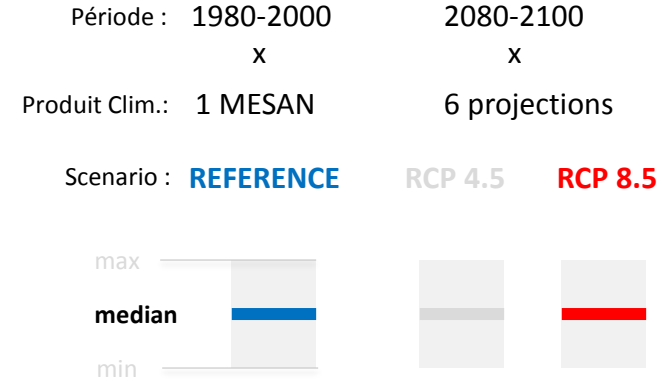 Période : 1980-2000 2080-2100
x x
Produit Clim.: 1 MESAN 6 projections
Scenario : REFERENCE RCP 4.5 RCP 8.5
max
median
min